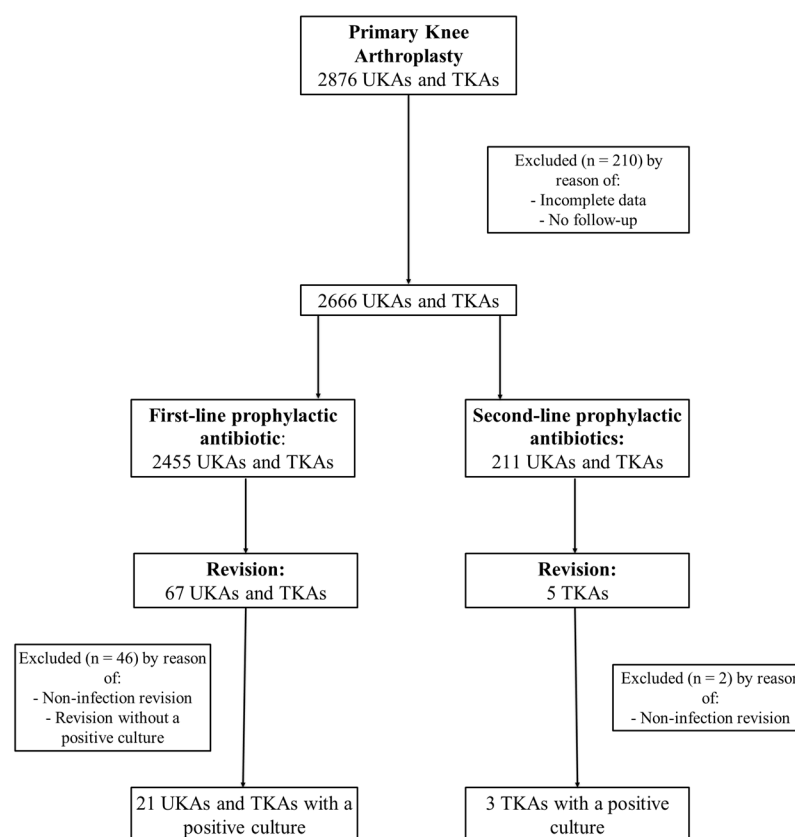 Primary Knee
Arthroplasty
2876 UKAs and TKAs
Excluded (n = 210) by
reason of:
- Incomplete data
- No follow-up
2666 UKAs and TKAs
First-line prophylactic
antibiotic:
2455 UKAs and TKAs
Second-line prophylactic
antibiotics:
211 UKAs and TKAs
Revision:
67 UKAs and TKAs
Revision:
5 TKAs
Excluded (n = 46) by reason
of:
- Non-infection revision
- Revision without a
positive culture
Excluded (n = 2) by reason
of:
- Non-infection revision
21 UKAs and TKAs with a
positive culture
3 TKAs with a positive
culture